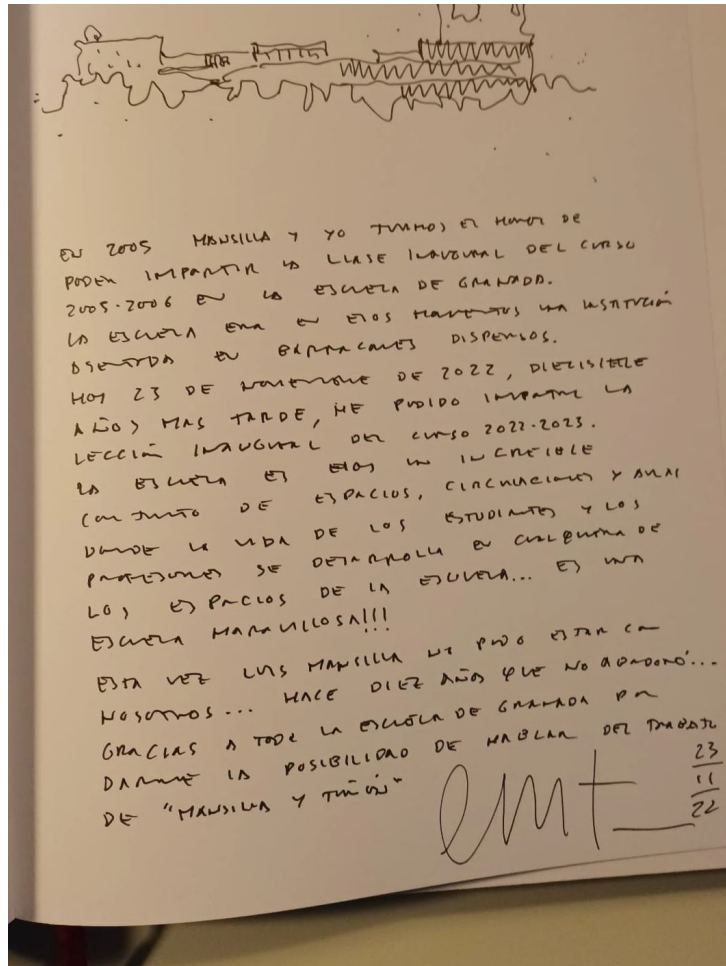 EN 2005 MANSILLA Y YO TUVIMOS EL HONOR DE
PODER IMPARTIR LA CLASE INAUGURAL DEL CURSO
2005-2006 EN LA ESCUELA DE GRANADA.
LA ESCUELA ERA EN ESOS MOMENTOS UNA INSTITUCIÓN
ASENTADA EN BARRACONES DISPERSOS.
HOY 23 DE NOVIEMBRE DE 2022, DIEZISIETE
AÑOS MAS TARDE, HE PODIDO IMPARTIR LA
LECCIÓN INAUGURAL DEL CURSO 2022-2023.
LA ESCUELA ES UN INCREIBLE
CONJUNTO DE ESPACIOS, CIRCULACIONES Y AULAS
DONDE LA VIDA DE LOS ESTUDIANTES Y LOS
PROFESORES SE DESARROLLA EN CUALQUIERA DE
LOS ESPACIOS DE LA ESCUELA... ES UNA
ESCUELA MARAVILLOSA!!!
ESTA VEZ LUIS MANSILLA NO PUDO ESTAR CON
NOSOTROS... HACE DIEZ AÑOS QUE NOS ABANDONÓ...
GRACIAS A TODA LA ESCUELA DE GRANADA POR
DARME LA POSIBILIDAD DE HABLAR DEL TRABAJO
DE "MANSILLA Y TUÑÓN"
23
11
22